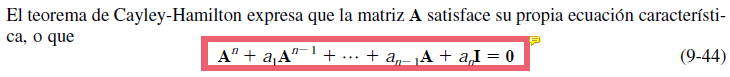 El teorema de Cayley-Hamilton expresa que la matriz A satisface su propia ecuación característi-
ca, o que
Aⁿ + a₁Aⁿ⁻¹ + ··· + aₙ₋₁A + aₙI = 0 (9-44)